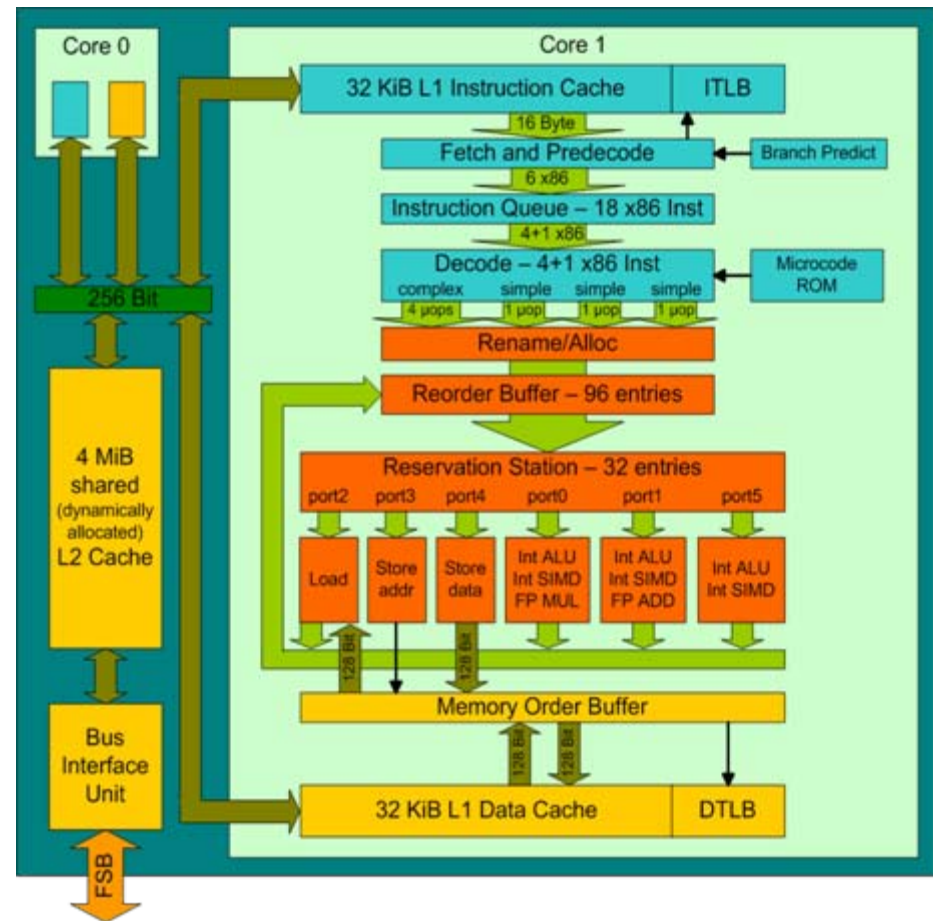 Core 0
Core 1
32 KiB L1 Instruction Cache
ITLB
16 Byte
Fetch and Predecode
Branch Predict
6 x86
Instruction Queue – 18 x86 Inst
4+1 x86
Decode – 4+1 x86 Inst
complex
simple
simple
simple
Microcode
ROM
4 µops
1 µop
1 µop
1 µop
256 Bit
Rename/Alloc
Reorder Buffer – 96 entries
4 MiB
shared
(dynamically
allocated)
L2 Cache
Reservation Station – 32 entries
port2
port3
port4
port0
port1
port5
Load
Store
addr
Store
data
Int ALU
Int SIMD
FP MUL
Int ALU
Int SIMD
FP ADD
Int ALU
Int SIMD
128 Bit
128 Bit
Memory Order Buffer
Bus
Interface
Unit
128 Bit
128 Bit
32 KiB L1 Data Cache
DTLB
FSB